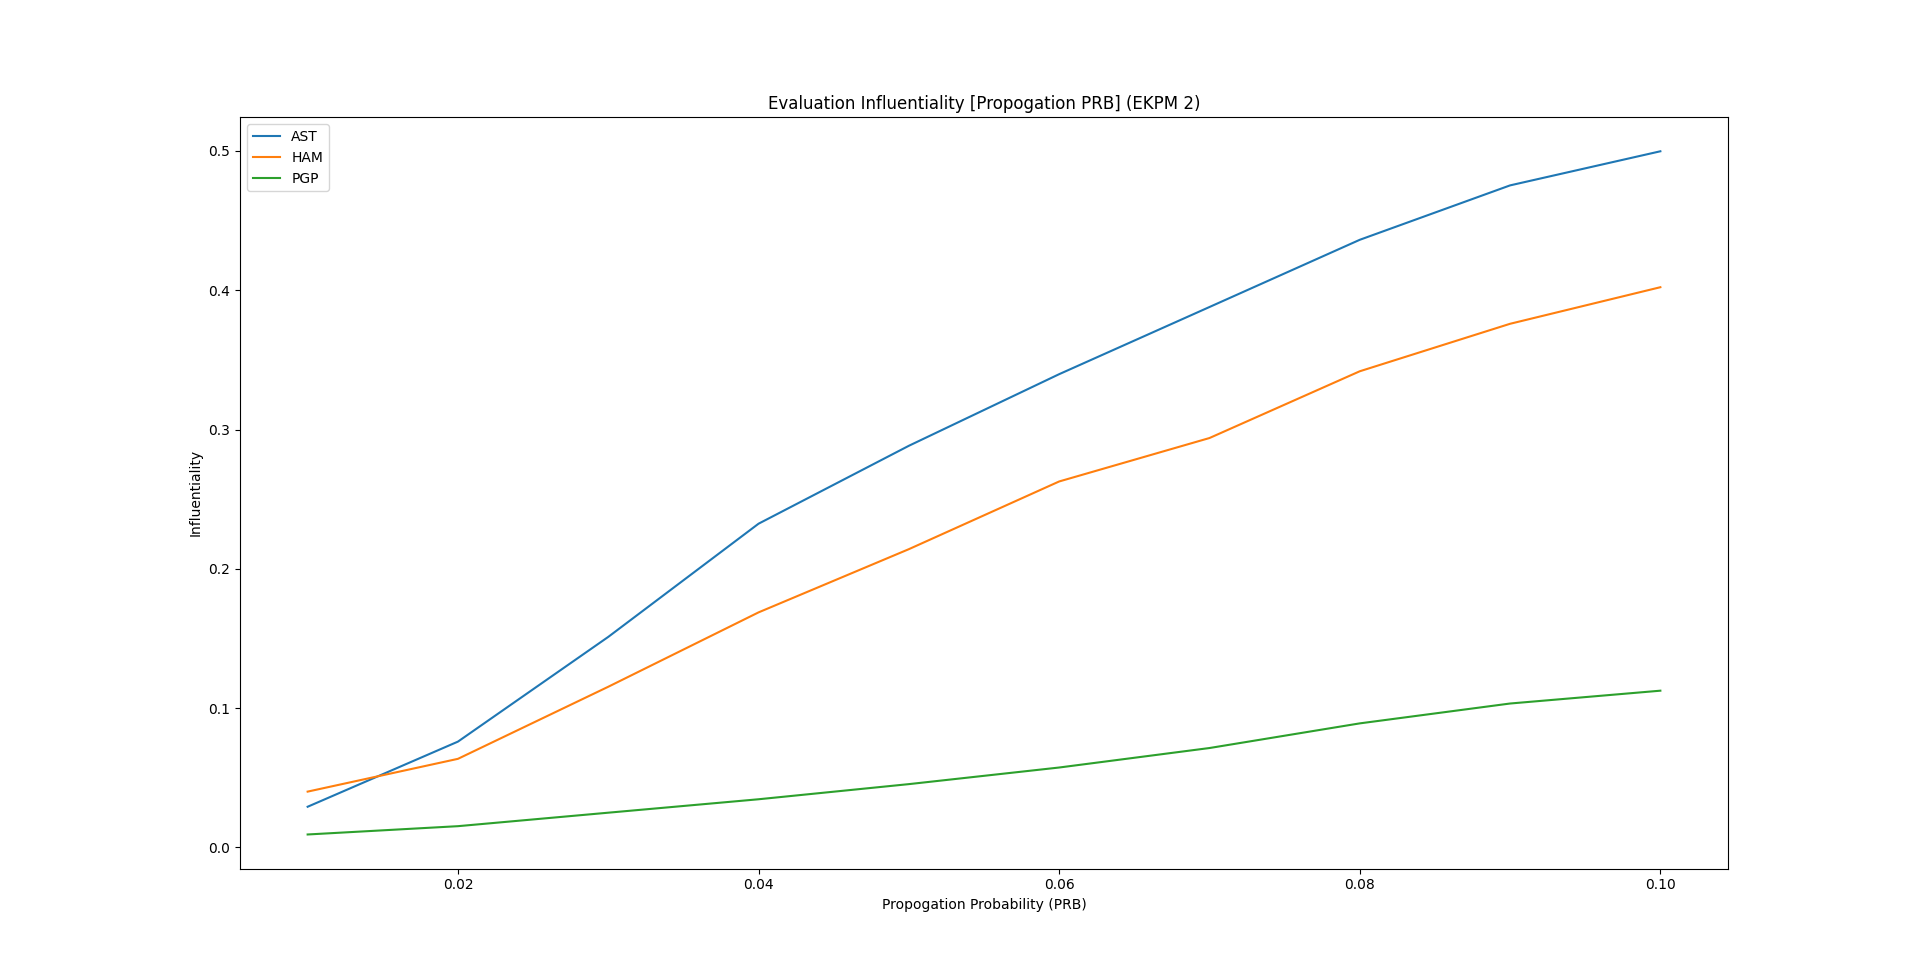 Evaluation Influentiality [Propogation PRB] (EKPM 2)
AST
HAM
PGP
0.5
0.4
0.3
0.2
0.1
0.0
Influentiality
0.02 0.04 0.06 0.08 0.10
Propogation Probability (PRB)